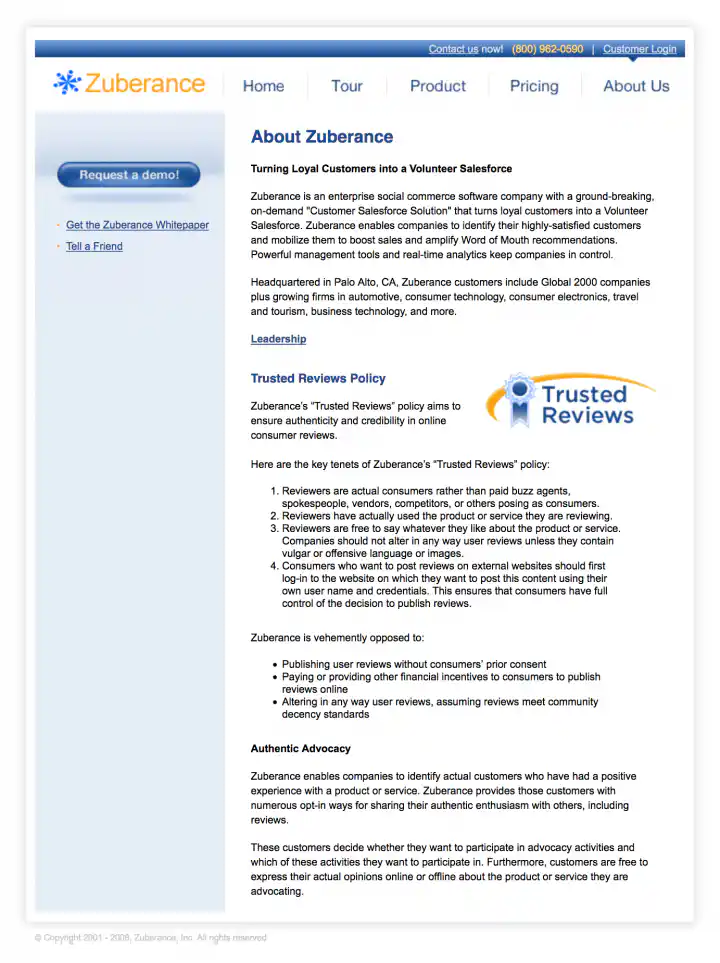 Contact us now! (800) 962-0590 | Customer Login
Zuberance Home Tour Product Pricing About Us
Request a demo!
· Get the Zuberance Whitepaper
· Tell a Friend
About Zuberance
Turning Loyal Customers into a Volunteer Salesforce
Zuberance is an enterprise social commerce software company with a ground-breaking,
on-demand "Customer Salesforce Solution" that turns loyal customers into a Volunteer
Salesforce. Zuberance enables companies to identify their highly-satisfied customers
and mobilize them to boost sales and amplify Word of Mouth recommendations.
Powerful management tools and real-time analytics keep companies in control.
Headquartered in Palo Alto, CA, Zuberance customers include Global 2000 companies
plus growing firms in automotive, consumer technology, consumer electronics, travel
and tourism, business technology, and more.
Leadership
Trusted Reviews Policy
Zuberance's “Trusted Reviews” policy aims to
ensure authenticity and credibility in online
consumer reviews.
Trusted
Reviews
Here are the key tenets of Zuberance's “Trusted Reviews” policy:
1. Reviewers are actual consumers rather than paid buzz agents,
spokespeople, vendors, competitors, or others posing as consumers.
2. Reviewers have actually used the product or service they are reviewing.
3. Reviewers are free to say whatever they like about the product or service.
Companies should not alter in any way user reviews unless they contain
vulgar or offensive language or images.
4. Consumers who want to post reviews on external websites should first
log-in to the website on which they want to post this content using their
own user name and credentials. This ensures that consumers have full
control of the decision to publish reviews.
Zuberance is vehemently opposed to:
• Publishing user reviews without consumers' prior consent
• Paying or providing other financial incentives to consumers to publish
reviews online
• Altering in any way user reviews, assuming reviews meet community
decency standards
Authentic Advocacy
Zuberance enables companies to identify actual customers who have had a positive
experience with a product or service. Zuberance provides those customers with
numerous opt-in ways for sharing their authentic enthusiasm with others, including
reviews.
These customers decide whether they want to participate in advocacy activities and
which of these activities they want to participate in. Furthermore, customers are free to
express their actual opinions online or offline about the product or service they are
advocating.
© Copyright 2001 - 2008, Zuberance, Inc. All rights reserved